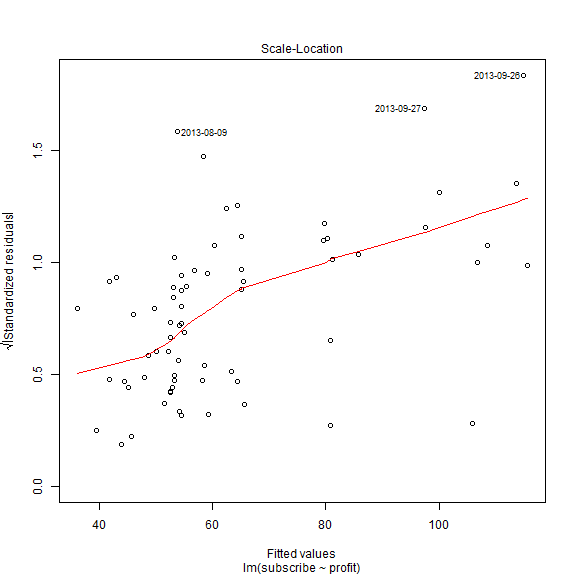 Scale-Location
2013-09-26
2013-09-27
2013-08-09
√|Standardized residuals|
1.5
1.0
0.5
0.0
40 60 80 100
Fitted values
lm(subscribe ~ profit)